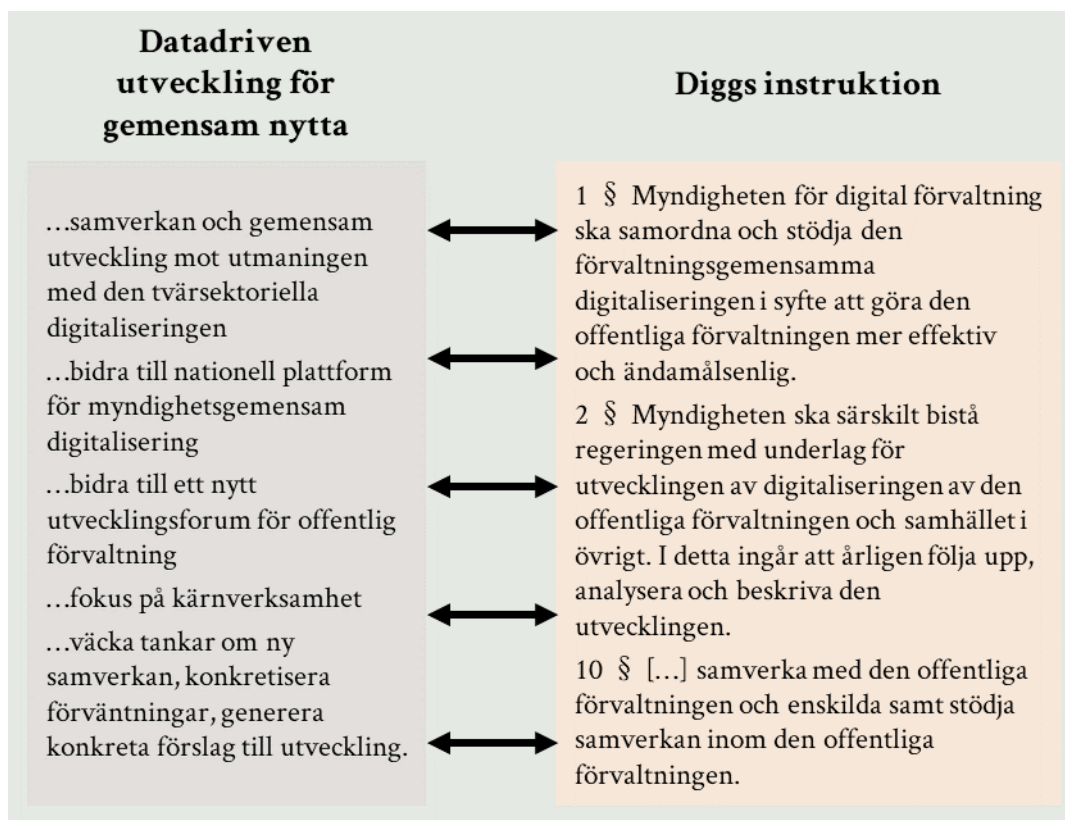 Datadriven
utveckling för
gemensam nytta
…samverkan och gemensam
utveckling mot utmaningen
med den tvärsektoriella
digitaliseringen
…bidra till nationell plattform
för myndighetsgemensam
digitalisering
…bidra till ett nytt
utvecklingsforum för offentlig
förvaltning
…fokus på kärnverksamhet
…väcka tankar om ny
samverkan, konkretisera
förväntningar, generera
konkreta förslag till utveckling.
Diggs instruktion
1 § Myndigheten för digital förvaltning
ska samordna och stödja den
förvaltningsgemensamma
digitaliseringen i syfte att göra den
offentliga förvaltningen mer effektiv
och ändamålsenlig.
2 § Myndigheten ska särskilt bistå
regeringen med underlag för
utvecklingen av digitaliseringen av den
offentliga förvaltningen och samhället i
övrigt. I detta ingår att årligen följa upp,
analysera och beskriva den
utvecklingen.
10 § […] samverka med den offentliga
förvaltningen och enskilda samt stödja
samverkan inom den offentliga
förvaltningen.